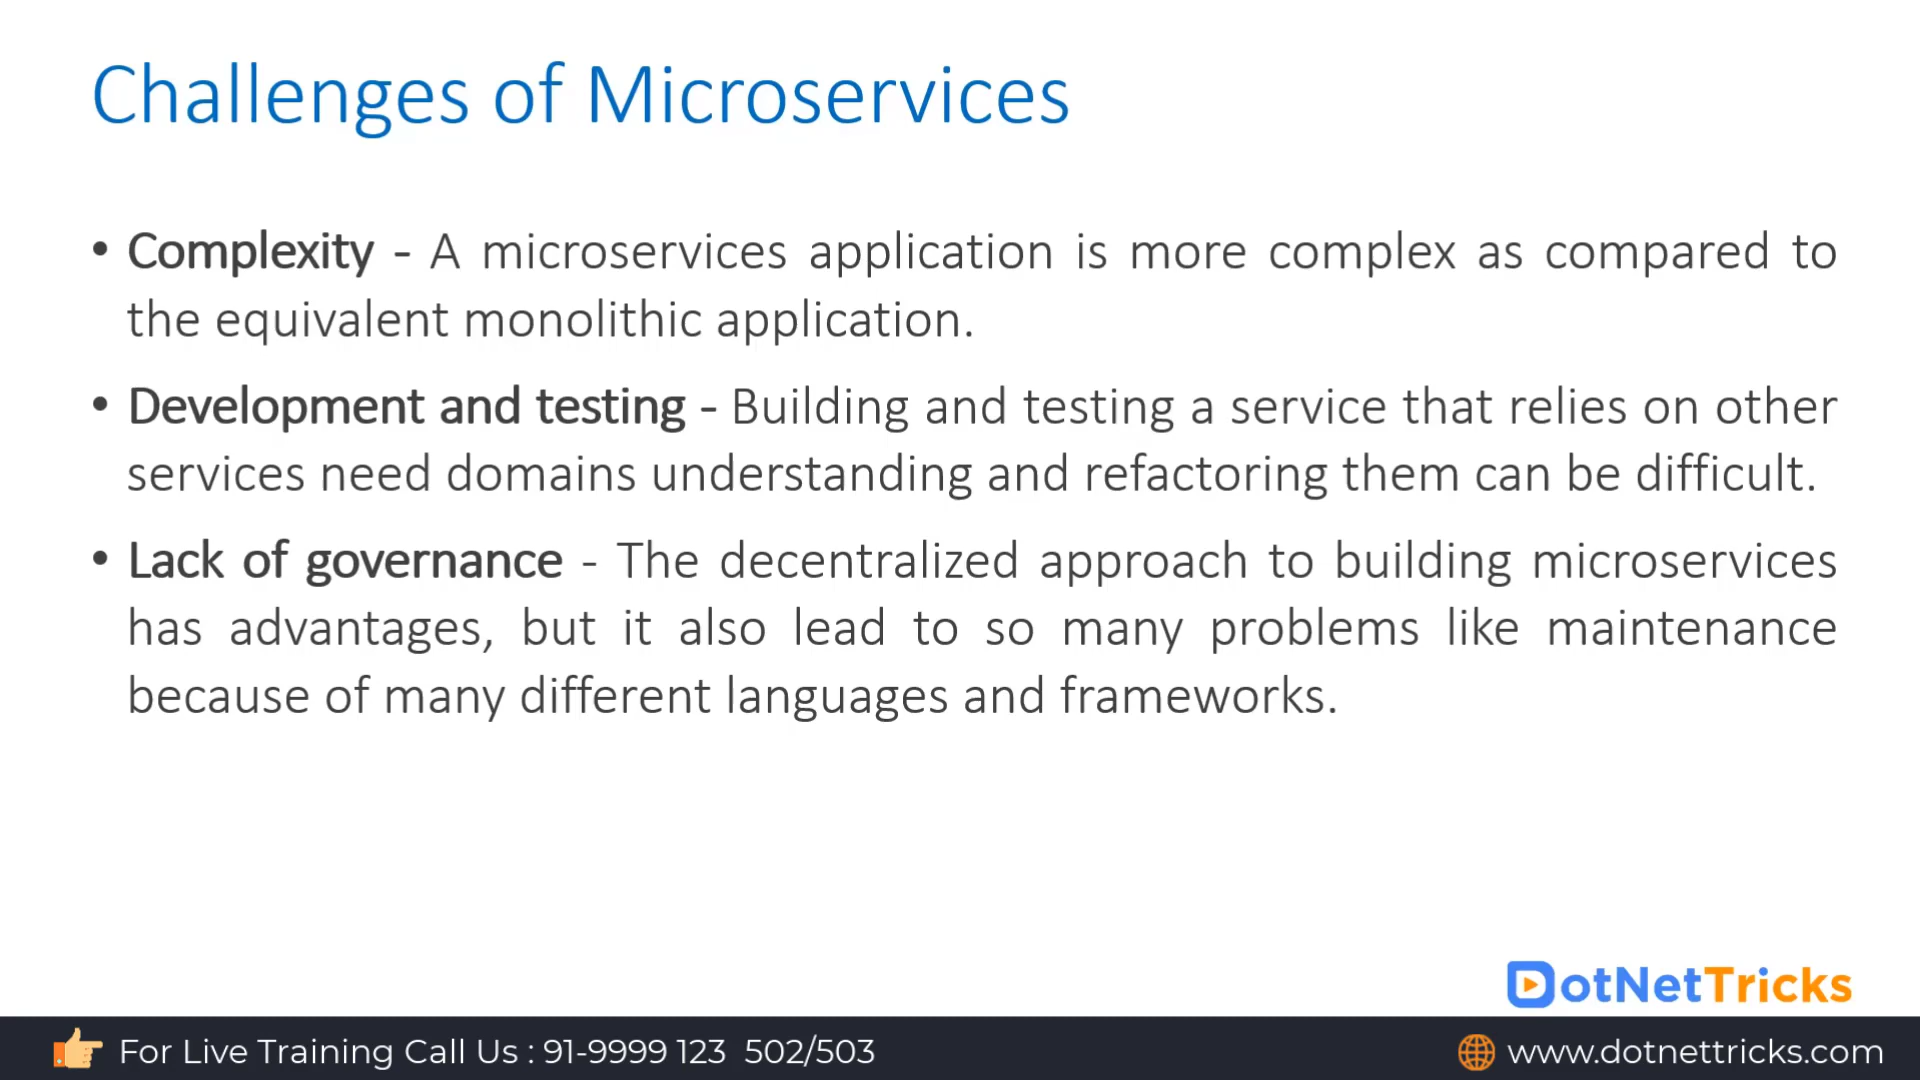 Challenges of Microservices
• Complexity - A microservices application is more complex as compared to
the equivalent monolithic application.
• Development and testing - Building and testing a service that relies on other
services need domains understanding and refactoring them can be difficult.
• Lack of governance - The decentralized approach to building microservices
has advantages, but it also lead to so many problems like maintenance
because of many different languages and frameworks.
DotNetTricks
For Live Training Call Us : 91-9999 123 502/503
www.dotnettricks.com